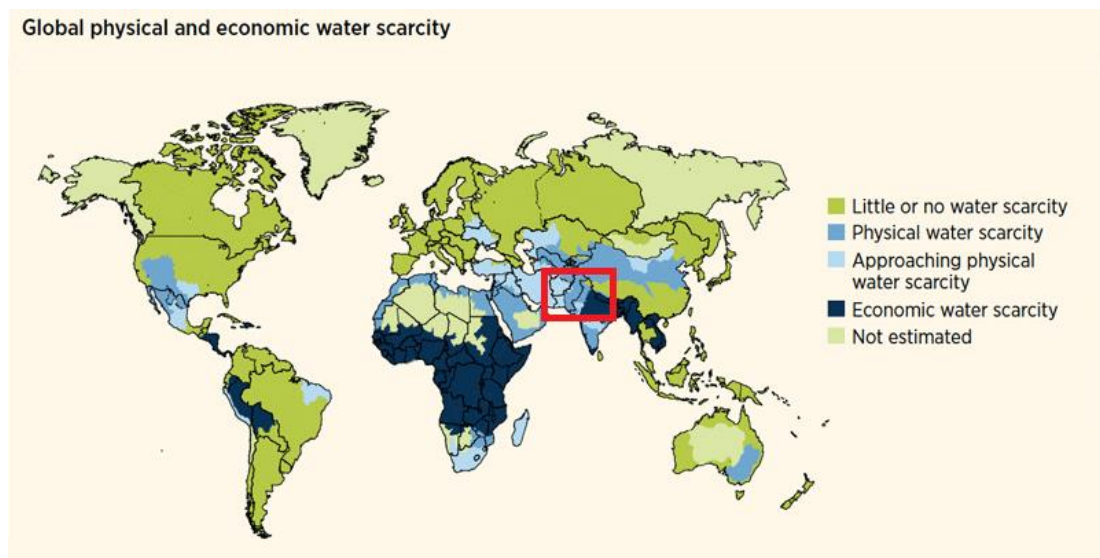 Global physical and economic water scarcity
Little or no water scarcity
Physical water scarcity
Approaching physical
water scarcity
Economic water scarcity
Not estimated